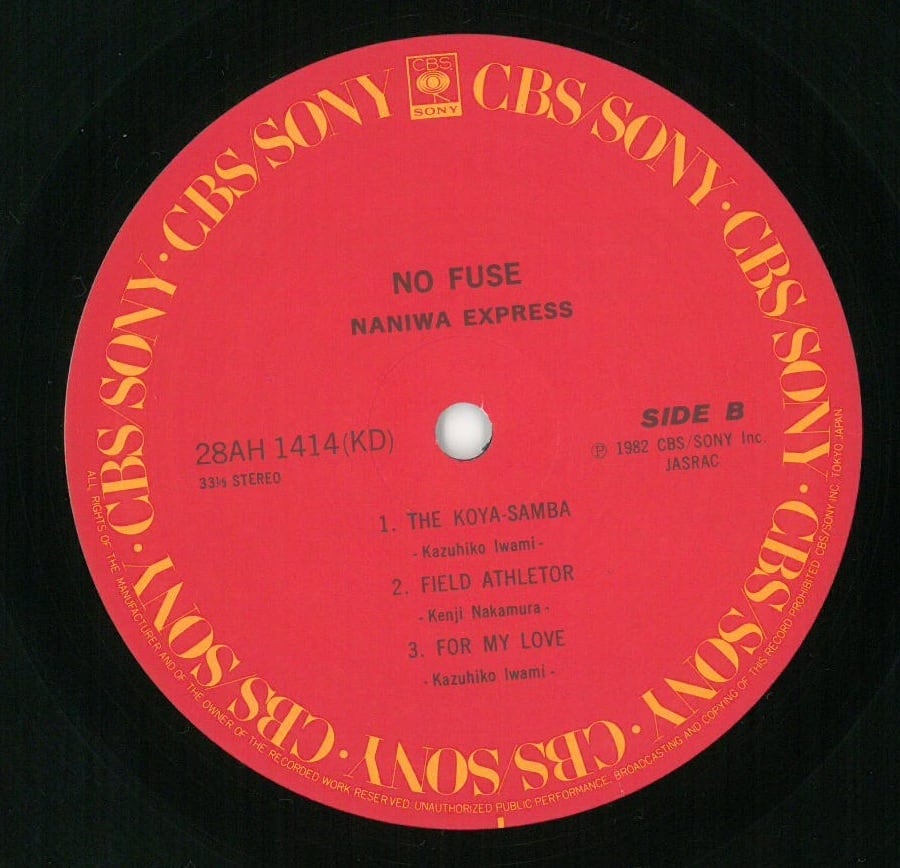 CBS
SONY
CBS/SONY · CBS/SONY · CBS/SONY · CBS/SONY · CBS/SONY · CBS/SONY · CBS/SONY · CBS/SONY
NO FUSE
NANIWA EXPRESS
28AH 1414(KD)
33⅓ STEREO
SIDE B
Ⓟ 1982 CBS/SONY Inc.
JASRAC
1. THE KOYA-SAMBA
-Kazuhiko Iwami-
2. FIELD ATHLETOR
-Kenji Nakamura-
3. FOR MY LOVE
-Kazuhiko Iwami-
ALL RIGHTS OF THE MANUFACTURER AND OF THE OWNER OF THE RECORDED WORK RESERVED. UNAUTHORIZED PUBLIC PERFORMANCE, BROADCASTING AND COPYING OF THIS RECORD PROHIBITED CBS/SONY INC. TOKYO JAPAN